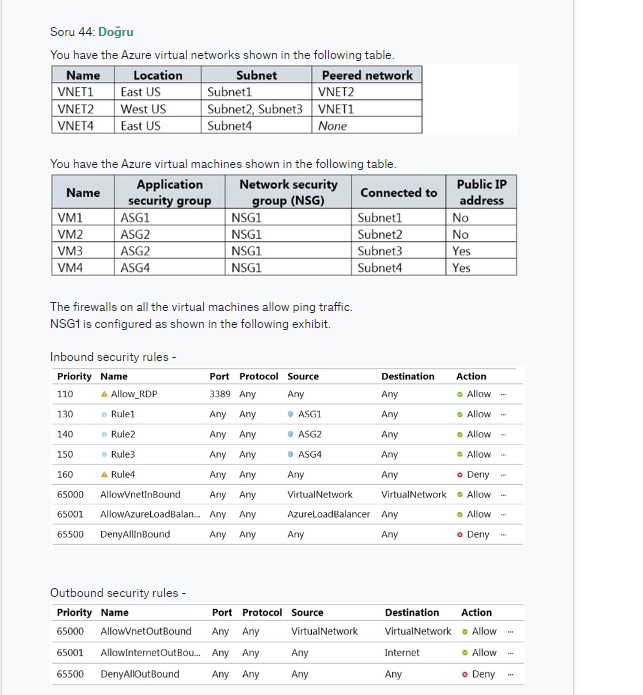 Soru 44: Doğru
You have the Azure virtual networks shown in the following table.
Name Location Subnet Peered network
VNET1 East US Subnet1 VNET2
VNET2 West US Subnet2, Subnet3 VNET1
VNET4 East US Subnet4 None
You have the Azure virtual machines shown in the following table.
Name Application security group Network security group (NSG) Connected to Public IP address
VM1 ASG1 NSG1 Subnet1 No
VM2 ASG2 NSG1 Subnet2 No
VM3 ASG2 NSG1 Subnet3 Yes
VM4 ASG4 NSG1 Subnet4 Yes
The firewalls on all the virtual machines allow ping traffic.
NSG1 is configured as shown in the following exhibit.
Inbound security rules -
Priority Name Port Protocol Source Destination Action
110 Allow_RDP 3389 Any Any Any Allow ...
130 Rule1 Any Any ASG1 Any Allow ...
140 Rule2 Any Any ASG2 Any Allow ...
150 Rule3 Any Any ASG4 Any Allow ...
160 Rule4 Any Any Any Any Deny ...
65000 AllowVnetInBound Any Any VirtualNetwork VirtualNetwork Allow ...
65001 AllowAzureLoadBalan... Any Any AzureLoadBalancer Any Allow ...
65500 DenyAllInBound Any Any Any Any Deny ...
Outbound security rules -
Priority Name Port Protocol Source Destination Action
65000 AllowVnetOutBound Any Any VirtualNetwork VirtualNetwork Allow ...
65001 AllowInternetOutBou... Any Any Any Internet Allow ...
65500 DenyAllOutBound Any Any Any Any Deny ...